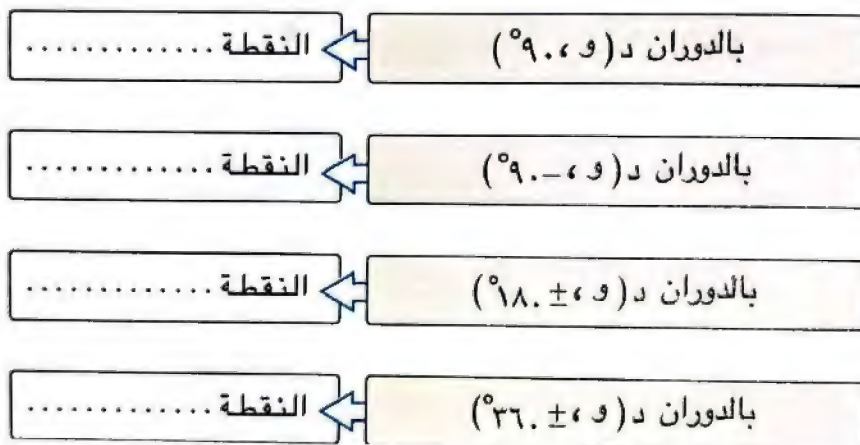 بالدوران د(و ، ٩٠°) النقطة .............
بالدوران د(و ، –٩٠°) النقطة .............
بالدوران د(و ، ± ١٨٠°) النقطة .............
بالدوران د(و ، ± ٣٦٠°) النقطة .............